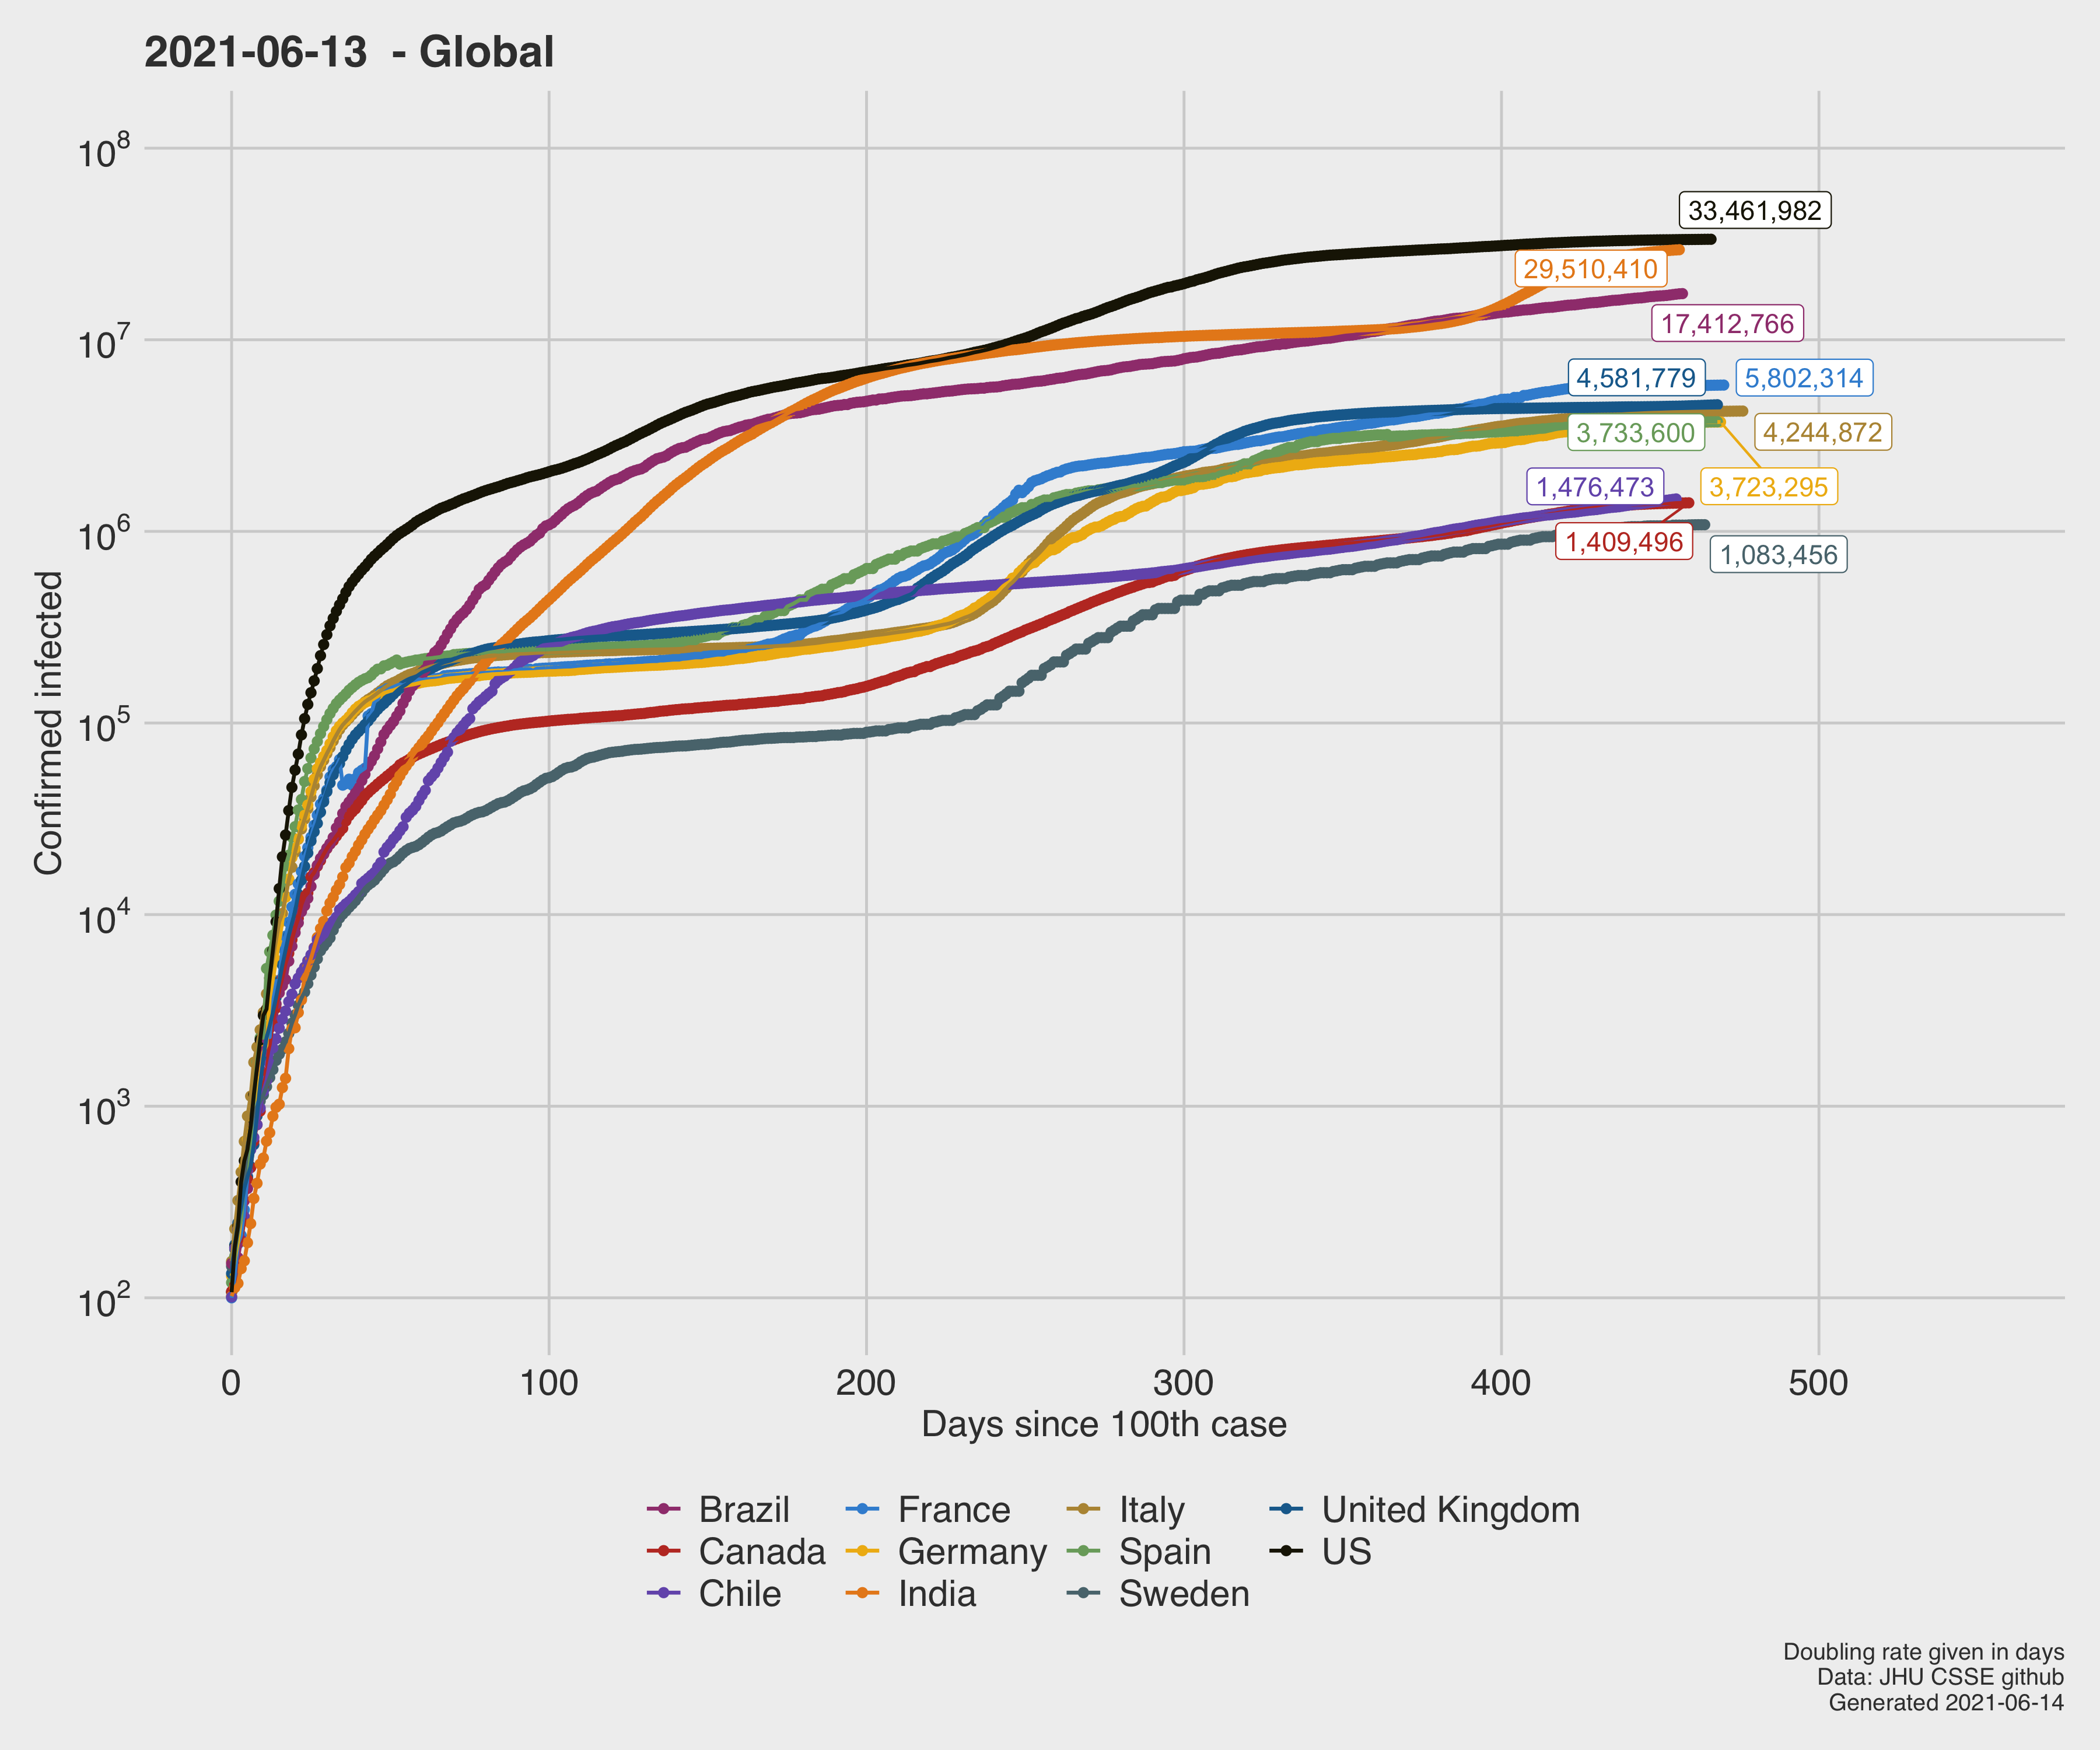 2021-06-13 - Global
Confirmed infected
10^8
10^7
10^6
10^5
10^4
10^3
10^2
33,461,982
29,510,410
17,412,766
4,581,779
5,802,314
3,733,600
4,244,872
1,476,473
3,723,295
1,409,496
1,083,456
0 100 200 300 400 500
Days since 100th case
Brazil France Italy United Kingdom
Canada Germany Spain US
Chile India Sweden
Doubling rate given in days
Data: JHU CSSE github
Generated 2021-06-14